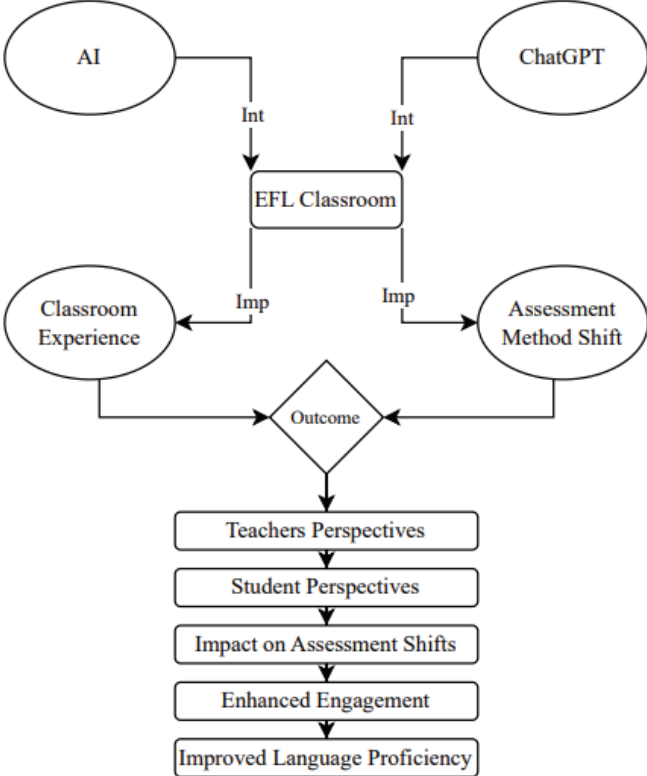 AI
ChatGPT
Int
Int
EFL Classroom
Imp
Imp
Classroom
Experience
Assessment
Method Shift
Outcome
Teachers Perspectives
Student Perspectives
Impact on Assessment Shifts
Enhanced Engagement
Improved Language Proficiency